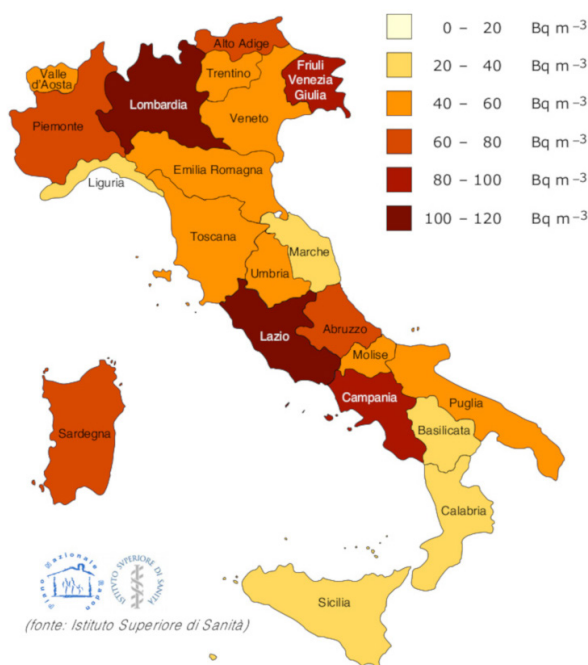 0 – 20 Bq m⁻³
20 – 40 Bq m⁻³
40 – 60 Bq m⁻³
60 – 80 Bq m⁻³
80 – 100 Bq m⁻³
100 – 120 Bq m⁻³
Alto Adige
Valle
d'Aosta
Trentino
Friuli
Venezia
Giulia
Lombardia
Veneto
Piemonte
Emilia Romagna
Liguria
Toscana
Marche
Umbria
Lazio
Abruzzo
Molise
Campania
Puglia
Basilicata
Sardegna
Calabria
Sicilia
Piano Nazionale Radon
ISTITUTO SUPERIORE DI SANITÀ
(fonte: Istituto Superiore di Sanità)